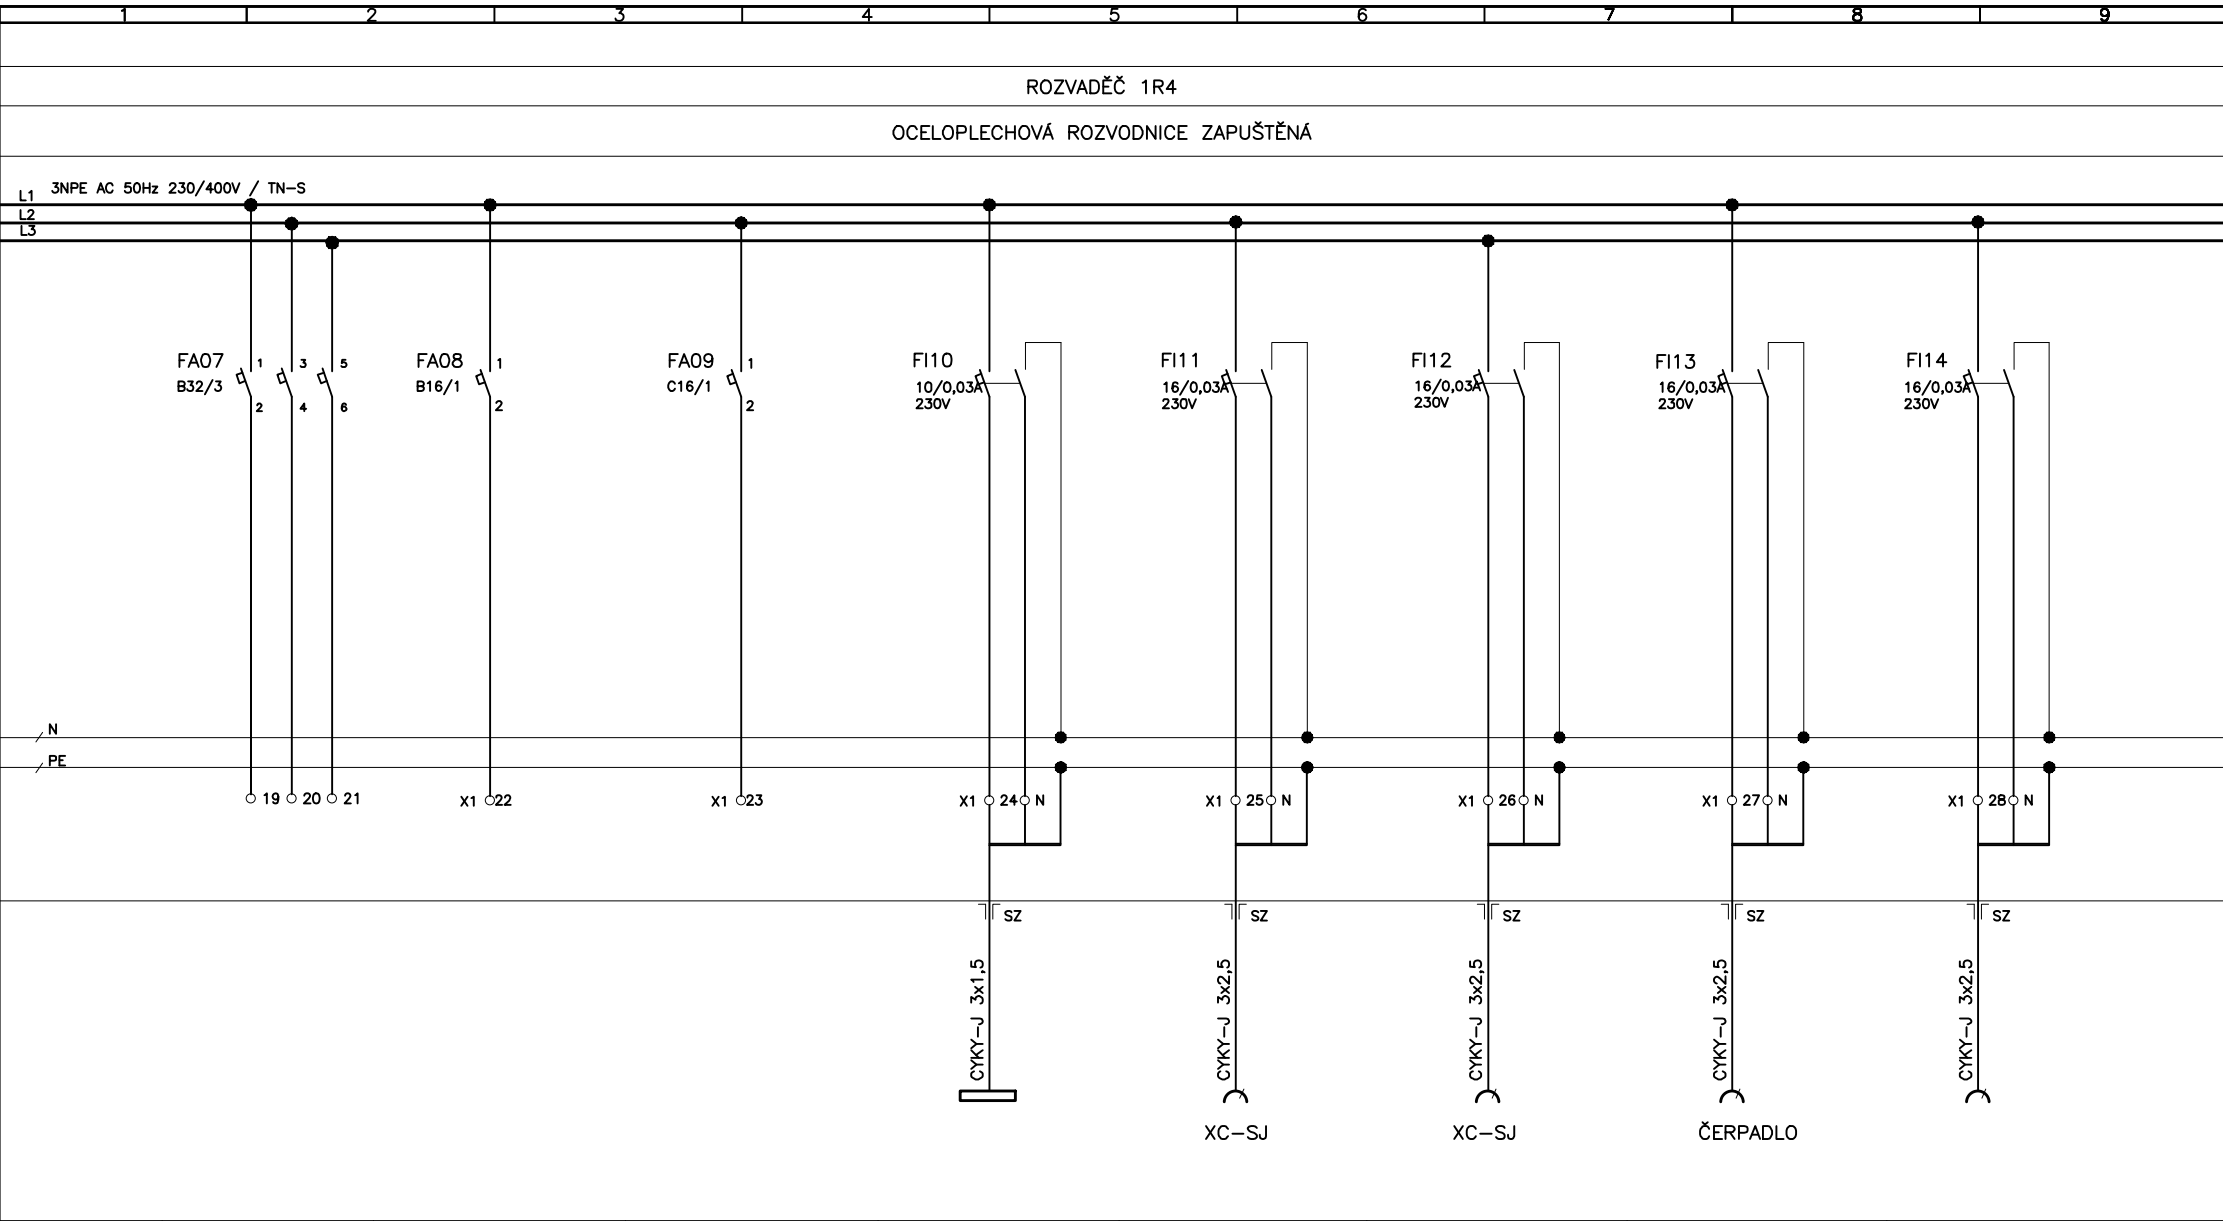 1 2 3 4 5 6 7 8 9
ROZVADĚČ 1R4
OCELOPLECHOVÁ ROZVODNICE ZAPUŠTĚNÁ
3NPE AC 50Hz 230/400V / TN-S
L1
L2
L3
FA07 1 3 5
B32/3
2 4 6
FA08 1
B16/1
2
FA09 1
C16/1
2
FI10
10/0,03A
230V
FI11
16/0,03A
230V
FI12
16/0,03A
230V
FI13
16/0,03A
230V
FI14
16/0,03A
230V
N
PE
19 20 21 X1 22 X1 23 X1 24 N X1 25 N X1 26 N X1 27 N X1 28 N
SZ SZ SZ SZ SZ
CYKY-J 3x1,5
CYKY-J 3x2,5
CYKY-J 3x2,5
CYKY-J 3x2,5
CYKY-J 3x2,5
XC-SJ XC-SJ ČERPADLO